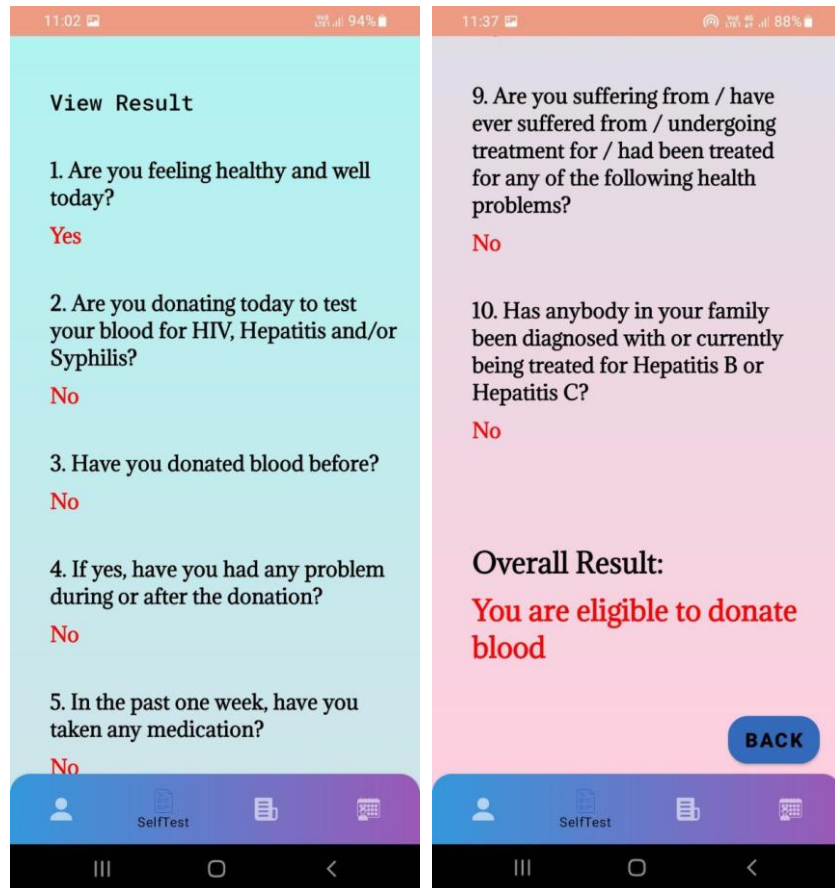 11:02
94%
View Result
1. Are you feeling healthy and well
today?
Yes
2. Are you donating today to test
your blood for HIV, Hepatitis and/or
Syphilis?
No
3. Have you donated blood before?
No
4. If yes, have you had any problem
during or after the donation?
No
5. In the past one week, have you
taken any medication?
No
SelfTest
11:37
88%
9. Are you suffering from / have
ever suffered from / undergoing
treatment for / had been treated
for any of the following health
problems?
No
10. Has anybody in your family
been diagnosed with or currently
being treated for Hepatitis B or
Hepatitis C?
No
Overall Result:
You are eligible to donate
blood
BACK
SelfTest